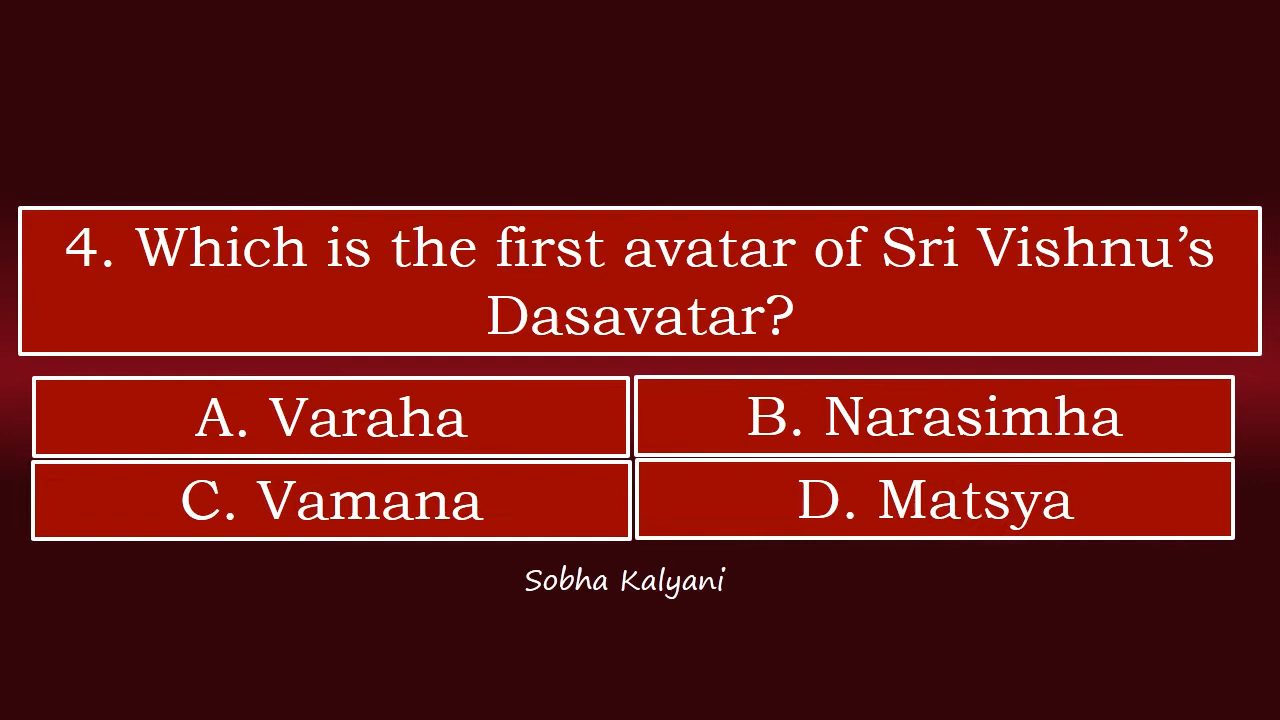 4. Which is the first avatar of Sri Vishnu’s
Dasavatar?
A. Varaha
B. Narasimha
C. Vamana
D. Matsya
Sobha Kalyani